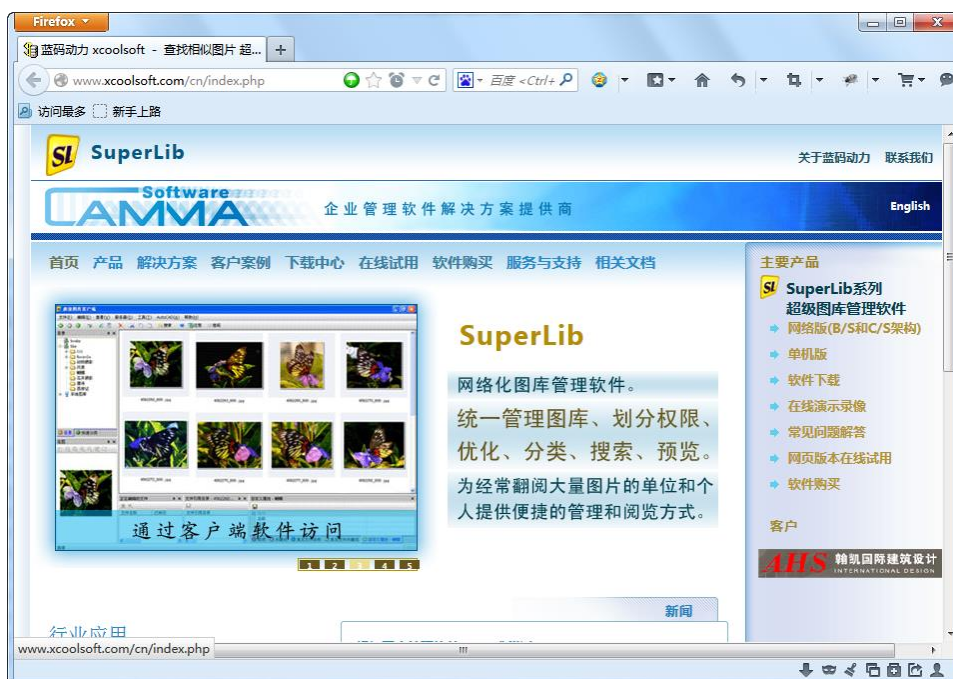 Firefox
蓝码动力 xcoolsoft - 查找相似图片 超...
www.xcoolsoft.com/cn/index.php
百度 <Ctrl+
访问最多 新手上路
SL SuperLib
关于蓝码动力 联系我们
Software
LAMMA
企业管理软件解决方案提供商
English
首页 产品 解决方案 客户案例 下载中心 在线试用 软件购买 服务与支持 相关文档
主要产品
SL SuperLib系列
超级图库管理软件
网络版(B/S和C/S架构)
单机版
软件下载
在线演示录像
常见问题解答
网页版本在线试用
软件购买
客户
AHS 翰凯国际建筑设计
INTERNATIONAL DESIGN
SuperLib
网络化图库管理软件。
统一管理图库、划分权限、
优化、分类、搜索、预览。
为经常翻阅大量图片的单位和个
人提供便捷的管理和阅览方式。
通过客户端软件访问
1 2 3 4 5
新闻
行业应用
www.xcoolsoft.com/cn/index.php